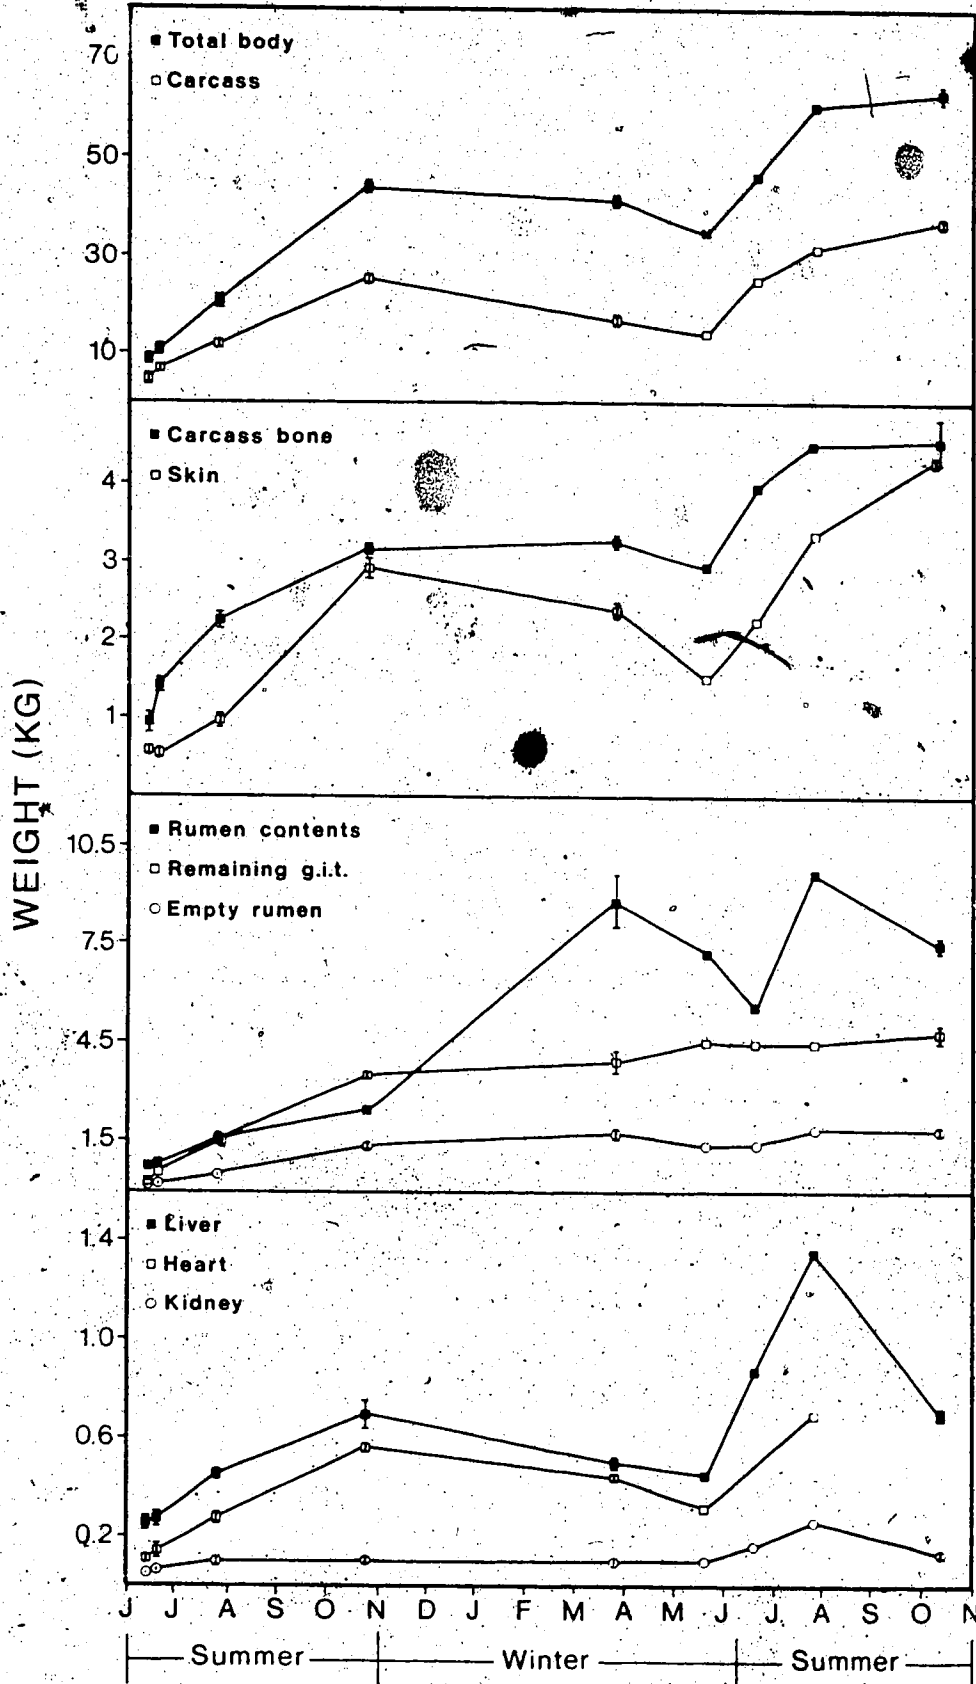 WEIGHT (KG)
■ Total body
□ Carcass
70
50
30
10
■ Carcass bone
□ Skin
4
3
2
1
■ Rumen contents
□ Remaining g.i.t.
○ Empty rumen
10.5
7.5
4.5
1.5
■ Liver
□ Heart
○ Kidney
1.4
1.0
0.6
0.2
J J A S O N D J F M A M J J A S O N
Summer Winter Summer